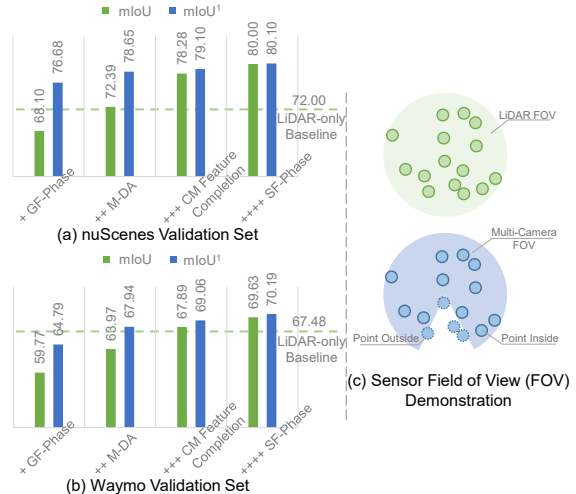 mIoU mIoU¹
68.10
76.68
72.39
78.65
78.28
79.10
80.00
80.10
72.00
LiDAR-only
Baseline
+ GF-Phase
++ M-DA
+++ CM Feature
Completion
++++ SF-Phase
(a) nuScenes Validation Set
mIoU mIoU¹
59.77
64.79
63.97
67.94
67.89
69.06
69.63
70.19
67.48
LiDAR-only
Baseline
+ GF-Phase
++ M-DA
+++ CM Feature
Completion
++++ SF-Phase
(b) Waymo Validation Set
LiDAR FOV
Multi-Camera
FOV
Point Outside
Point Inside
(c) Sensor Field of View (FOV)
Demonstration